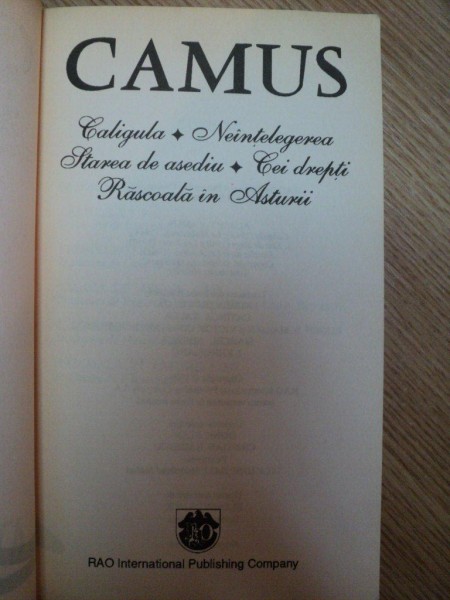 CAMUS
Caligula ✦ Neînțelegerea
Starea de asediu ✦ Cei drepți
Răscoală în Asturii
RAO International Publishing Company